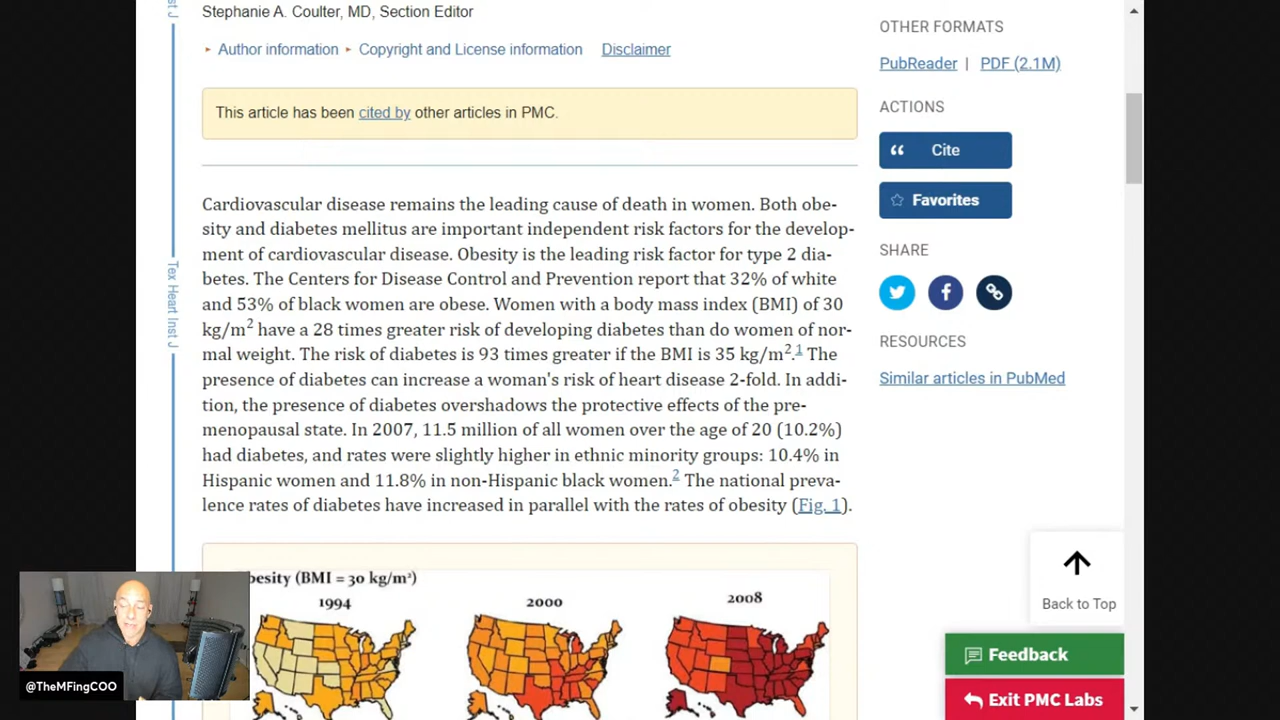 st J
Stephanie A. Coulter, MD, Section Editor
Author information Copyright and License information Disclaimer
This article has been cited by other articles in PMC.
Tex Heart Inst J
Cardiovascular disease remains the leading cause of death in women. Both obe-
sity and diabetes mellitus are important independent risk factors for the develop-
ment of cardiovascular disease. Obesity is the leading risk factor for type 2 dia-
betes. The Centers for Disease Control and Prevention report that 32% of white
and 53% of black women are obese. Women with a body mass index (BMI) of 30
kg/m² have a 28 times greater risk of developing diabetes than do women of nor-
mal weight. The risk of diabetes is 93 times greater if the BMI is 35 kg/m².¹ The
presence of diabetes can increase a woman's risk of heart disease 2-fold. In addi-
tion, the presence of diabetes overshadows the protective effects of the pre-
menopausal state. In 2007, 11.5 million of all women over the age of 20 (10.2%)
had diabetes, and rates were slightly higher in ethnic minority groups: 10.4% in
Hispanic women and 11.8% in non-Hispanic black women.² The national preva-
lence rates of diabetes have increased in parallel with the rates of obesity (Fig. 1).
besity (BMI = 30 kg/m²)
1994
2000
2008
@TheMFingCOO
OTHER FORMATS
PubReader | PDF (2.1M)
ACTIONS
Cite
Favorites
SHARE
RESOURCES
Similar articles in PubMed
Back to Top
Feedback
Exit PMC Labs